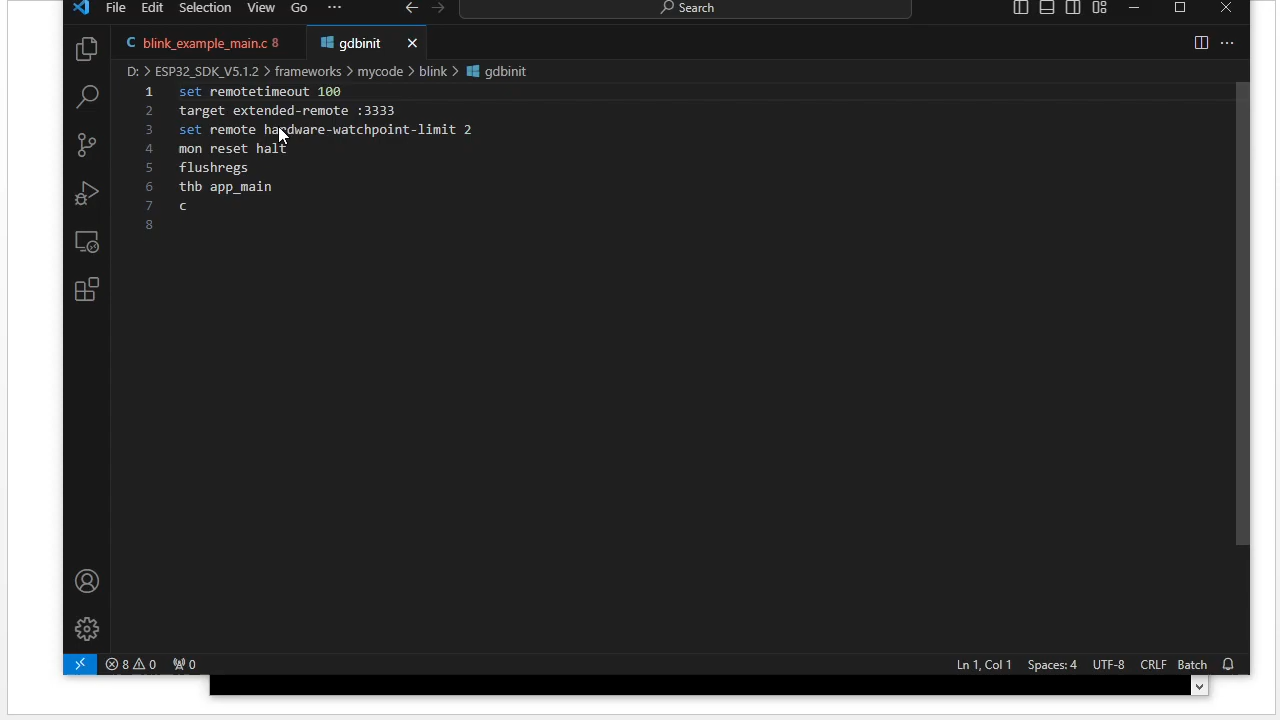 File Edit Selection View Go ··· Search
blink_example_main.c 8 gdbinit
D: > ESP32_SDK_V5.1.2 > frameworks > mycode > blink > gdbinit
1 set remotetimeout 100
2 target extended-remote :3333
3 set remote hardware-watchpoint-limit 2
4 mon reset halt
5 flushregs
6 thb app_main
7 c
8
8 0 0 Ln 1, Col 1 Spaces: 4 UTF-8 CRLF Batch